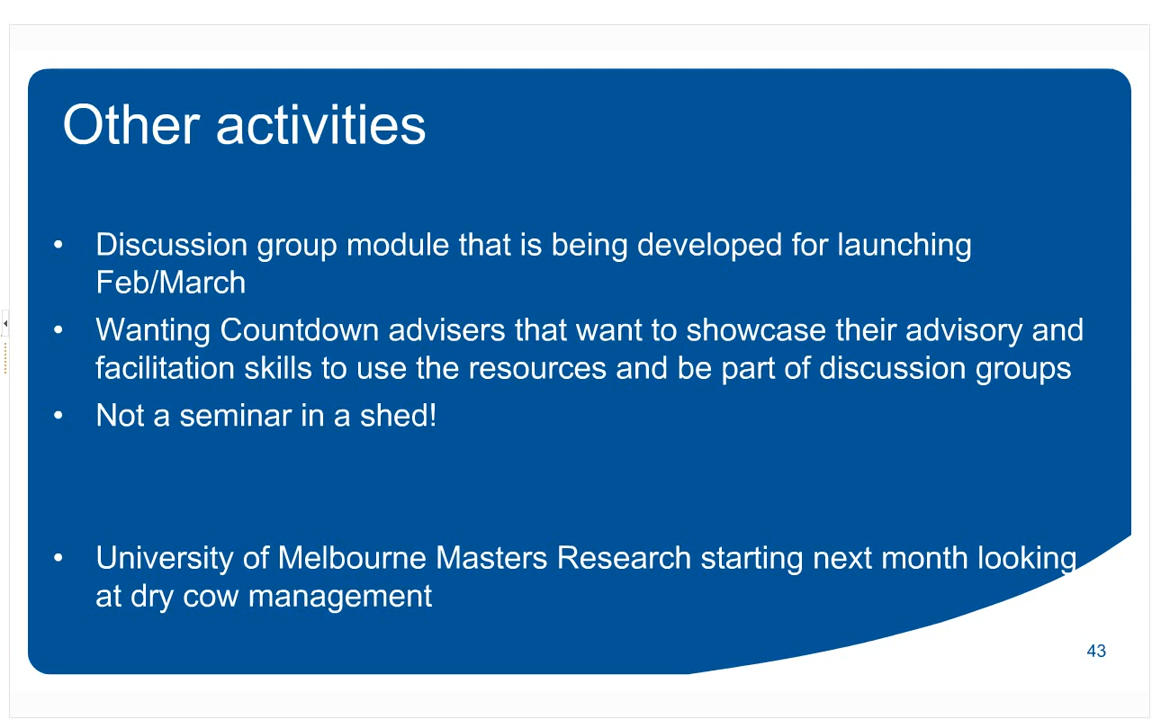 Other activities
• Discussion group module that is being developed for launching
Feb/March
• Wanting Countdown advisers that want to showcase their advisory and
facilitation skills to use the resources and be part of discussion groups
• Not a seminar in a shed!
• University of Melbourne Masters Research starting next month looking
at dry cow management
43